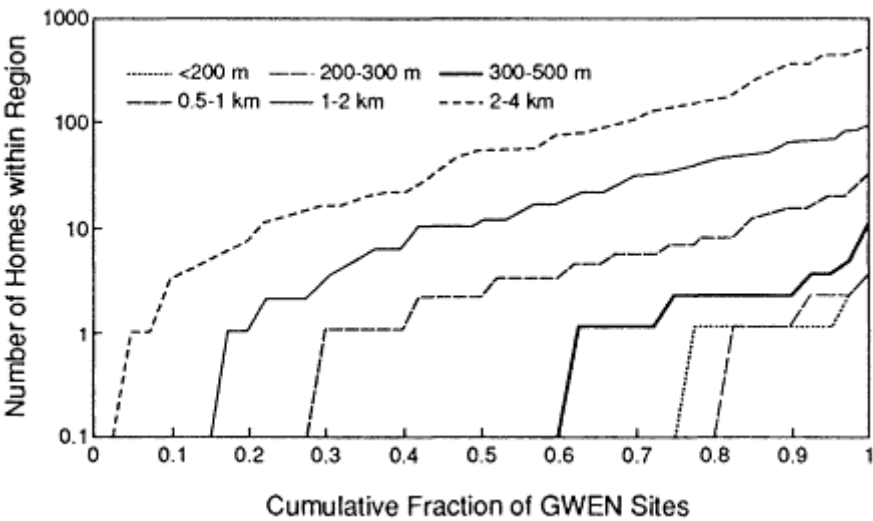 1000
<200 m 200-300 m 300-500 m
0.5-1 km 1-2 km 2-4 km
100
10
1
0.1
0 0.1 0.2 0.3 0.4 0.5 0.6 0.7 0.8 0.9 1
Number of Homes within Region
Cumulative Fraction of GWEN Sites